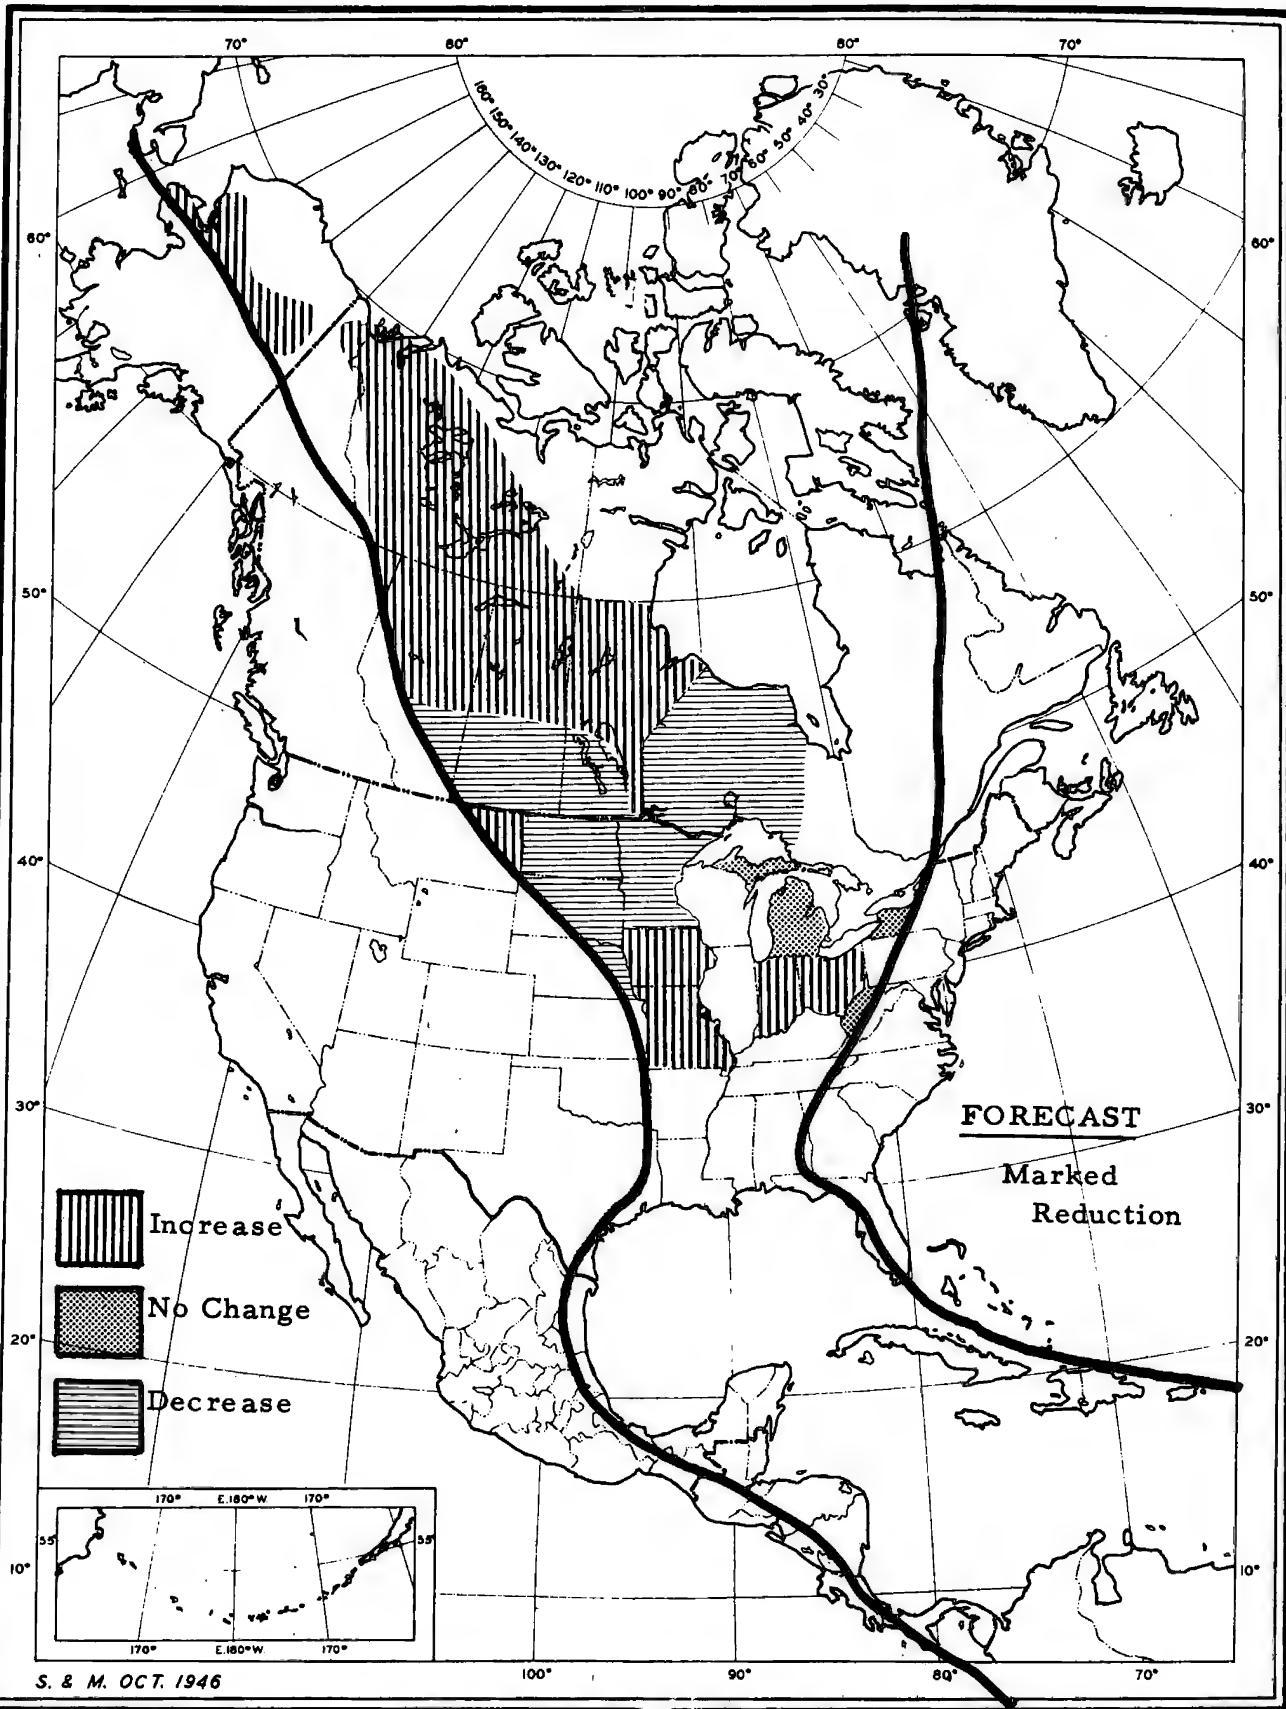 70° 80° 80° 70°
160° 150° 140° 130° 120° 110° 100° 90° 80° 70° 60° 50° 40° 30°
60° 60°
50° 50°
40° 40°
30° 30°
FORECAST
Marked
Reduction
Increase
No Change
20° 20°
Decrease
170° E.180°W. 170°
55° 55°
10° 10°
170° E.180°W. 170°
100° 90° 80° 70°
S. & M. OCT. 1946